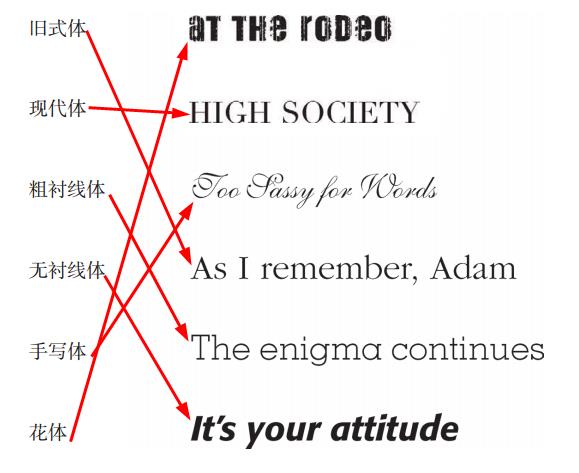 旧式体 at the rodeo
现代体 HIGH SOCIETY
粗衬线体 Too Sassy for Words
无衬线体 As I remember, Adam
手写体 The enigma continues
花体 It's your attitude